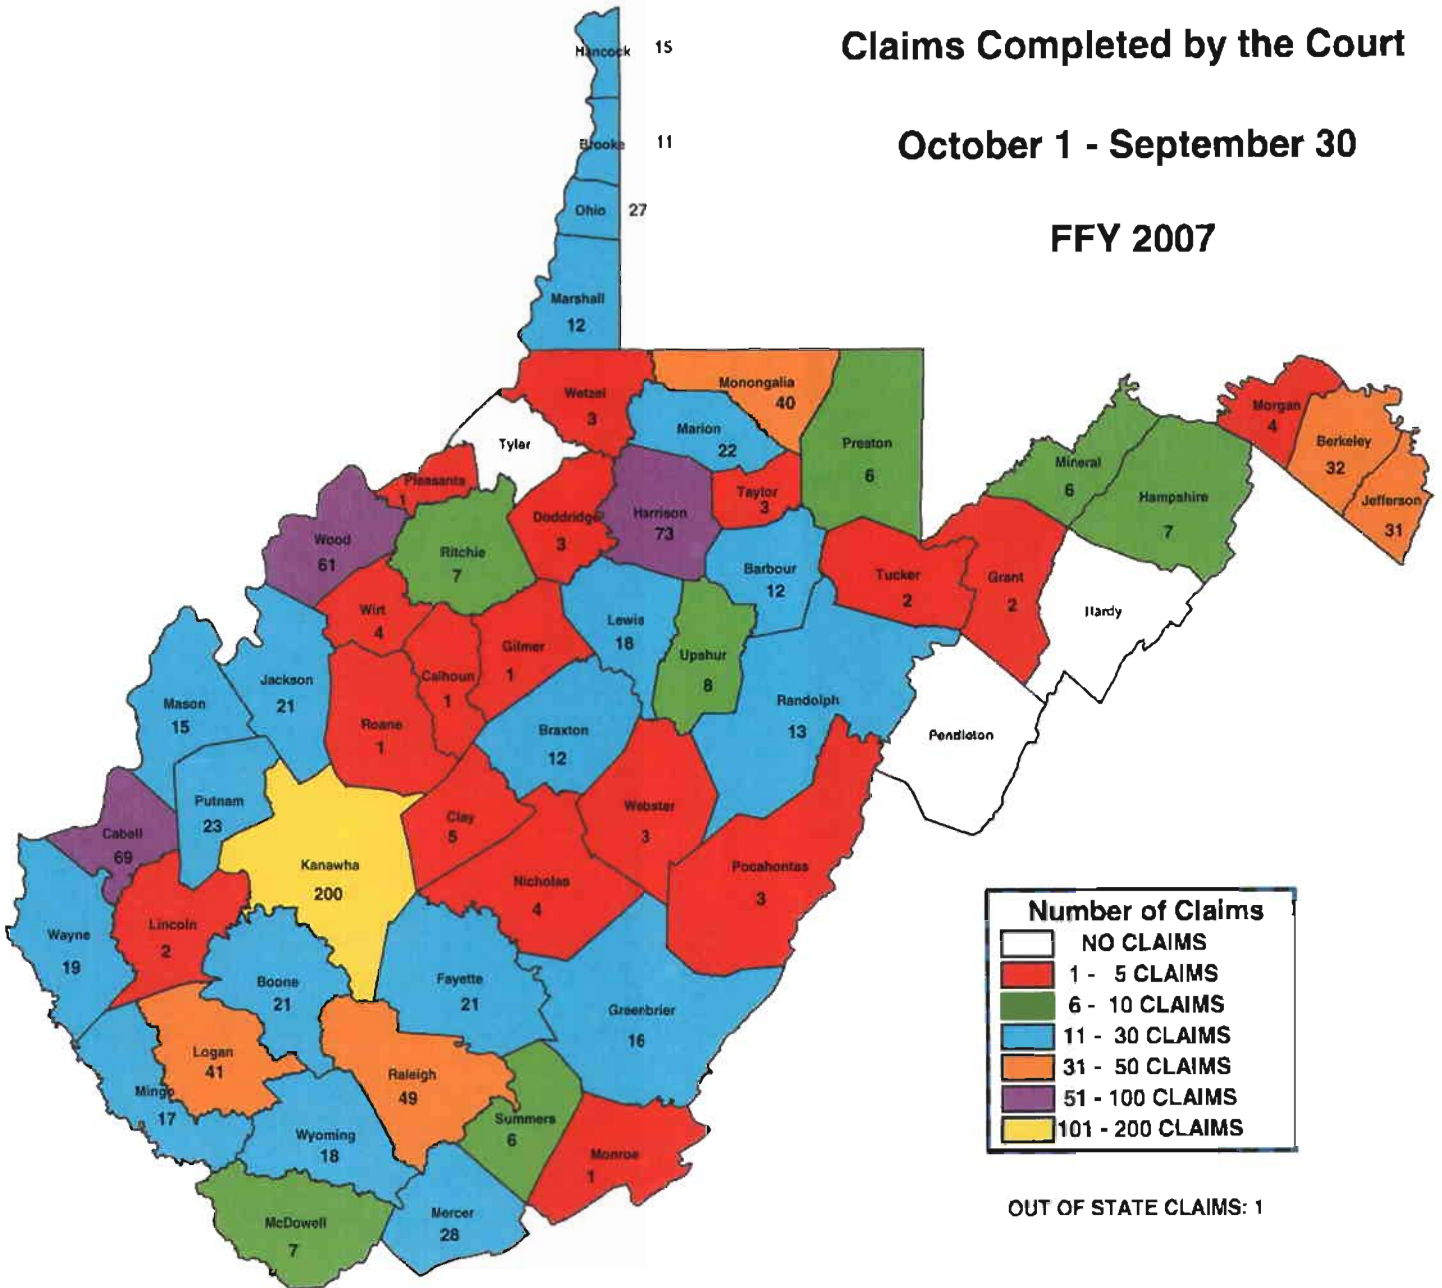 Claims Completed by the Court
October 1 - September 30
FFY 2007
Hancock 15
Brooke 11
Ohio 27
Marshall
12
Wetzel
3
Monongalia
40
Marion
22
Preston
6
Tyler
Pleasants
1
Doddridge
3
Harrison
73
Taylor
3
Wood
61
Ritchie
7
Barbour
12
Tucker
2
Grant
2
Mineral
6
Hampshire
7
Morgan
4
Berkeley
32
Jefferson
31
Hardy
Pendleton
Wirt
4
Calhoun
1
Gilmer
1
Lewis
18
Upshur
8
Randolph
13
Mason
15
Jackson
21
Roane
1
Braxton
12
Putnam
23
Cabell
69
Kanawha
200
Clay
5
Webster
3
Nicholas
4
Pocahontas
3
Wayne
19
Lincoln
2
Boone
21
Fayette
21
Greenbrier
16
Logan
41
Mingo
17
Raleigh
49
Wyoming
18
Summers
6
Monroe
1
McDowell
7
Mercer
28
Number of Claims
NO CLAIMS
1 - 5 CLAIMS
6 - 10 CLAIMS
11 - 30 CLAIMS
31 - 50 CLAIMS
51 - 100 CLAIMS
101 - 200 CLAIMS
OUT OF STATE CLAIMS: 1